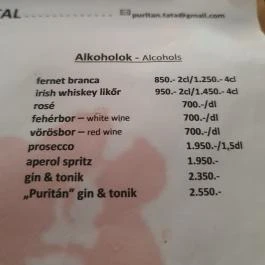 TAL ------------- puritan.tata@gmail.com
Alkoholok - Alcohols
fernet branca 850.- 2cl/1.250.- 4cl
irish whiskey likőr 950.- 2cl/1.450.- 4cl
rosé 700.-/dl
fehérbor – white wine 700.-/dl
vörösbor – red wine 700.-/dl
prosecco 1.950.-/1,5dl
aperol spritz 1.950.-
gin & tonik 2.350.-
„Puritán” gin & tonik 2.550.-